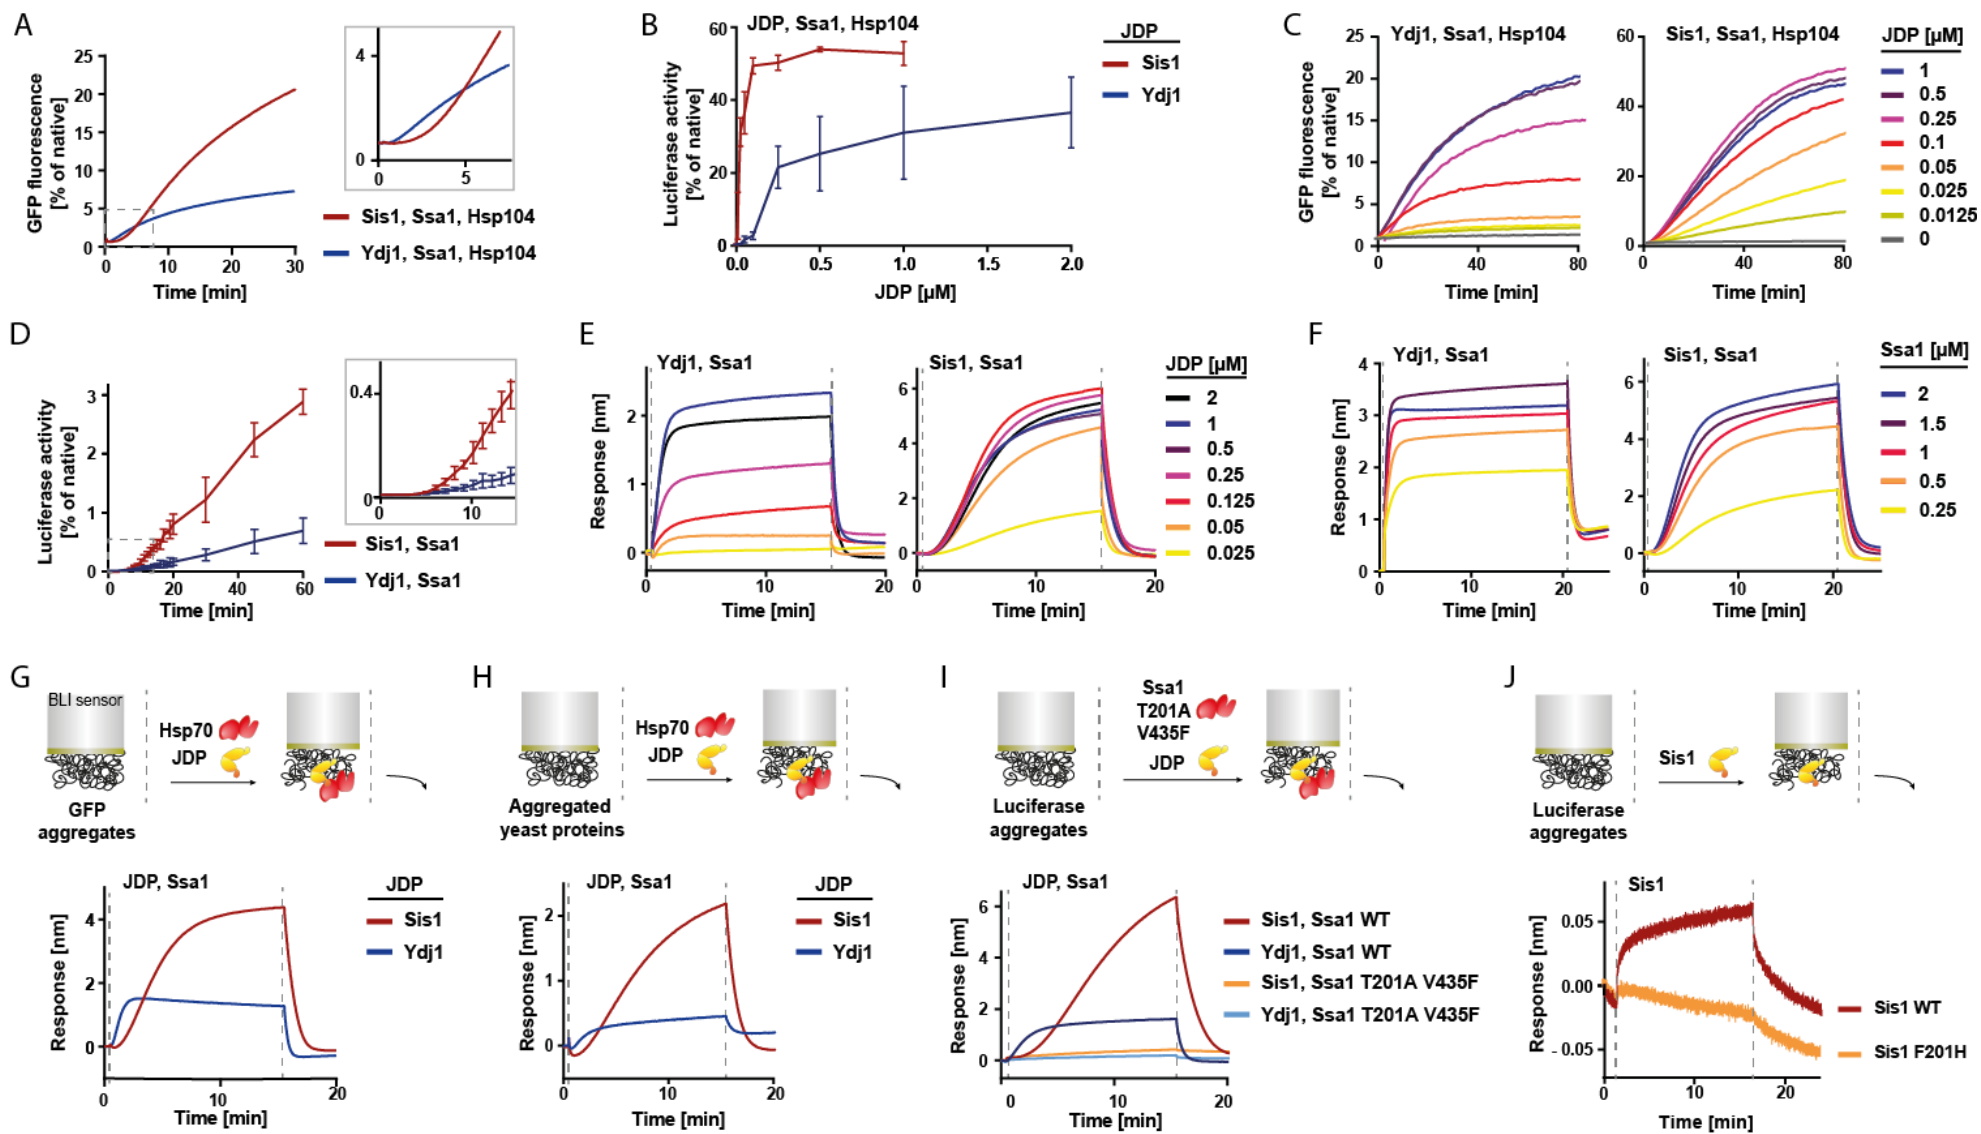 A
25
20
15
10
5
0
GFP fluorescence
[% of native]
0
10
20
30
Time [min]
4
0
0
5
Sis1, Ssa1, Hsp104
Ydj1, Ssa1, Hsp104
B
JDP, Ssa1, Hsp104
60
40
20
0
Luciferase activity
[% of native]
0.0
0.5
1.0
1.5
2.0
JDP [µM]
JDP
Sis1
Ydj1
C
Ydj1, Ssa1, Hsp104
25
20
15
10
5
0
GFP fluorescence
[% of native]
0
40
80
Time [min]
Sis1, Ssa1, Hsp104
60
40
20
0
0
40
80
Time [min]
JDP [µM]
1
0.5
0.25
0.1
0.05
0.025
0.0125
0
D
3
2
1
0
Luciferase activity
[% of native]
0
20
40
60
Time [min]
0.4
0
0
10
Sis1, Ssa1
Ydj1, Ssa1
E
Ydj1, Ssa1
2
1
0
Response [nm]
0
10
20
Time [min]
Sis1, Ssa1
6
4
2
0
0
10
20
Time [min]
JDP [µM]
2
1
0.5
0.25
0.125
0.05
0.025
F
Ydj1, Ssa1
4
3
2
1
0
Response [nm]
0
10
20
Time [min]
Sis1, Ssa1
6
4
2
0
0
10
20
Time [min]
Ssa1 [µM]
2
1.5
1
0.5
0.25
G
BLI sensor
Hsp70
JDP
GFP
aggregates
JDP, Ssa1
4
2
0
Response [nm]
0
10
20
Time [min]
JDP
Sis1
Ydj1
H
Hsp70
JDP
Aggregated
yeast proteins
JDP, Ssa1
2
1
0
Response [nm]
0
10
20
Time [min]
JDP
Sis1
Ydj1
I
Ssa1
T201A
V435F
JDP
Luciferase
aggregates
JDP, Ssa1
6
4
2
0
Response [nm]
0
10
20
Time [min]
Sis1, Ssa1 WT
Ydj1, Ssa1 WT
Sis1, Ssa1 T201A V435F
Ydj1, Ssa1 T201A V435F
J
Sis1
Luciferase
aggregates
Sis1
0.05
0.00
- 0.05
Response [nm]
0
10
20
Time [min]
Sis1 WT
Sis1 F201H